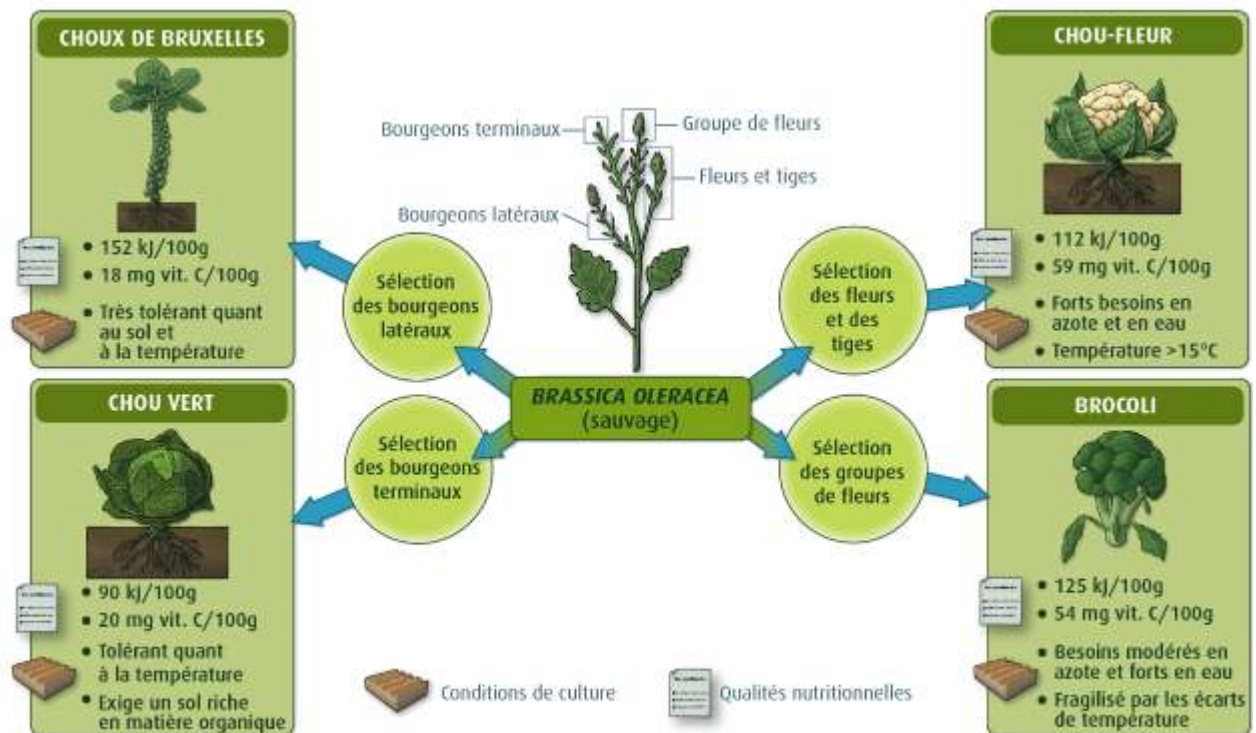 CHOUX DE BRUXELLES
• 152 kJ/100g
• 18 mg vit. C/100g
• Très tolérant quant
au sol et
à la température
CHOU VERT
• 90 kJ/100g
• 20 mg vit. C/100g
• Tolérant quant
à la température
• Exige un sol riche
en matière organique
Bourgeons terminaux
Groupe de fleurs
Fleurs et tiges
Bourgeons latéraux
Sélection
des bourgeons
latéraux
Sélection
des fleurs
et des
tiges
BRASSICA OLERACEA
(sauvage)
Sélection
des bourgeons
terminaux
Sélection
des groupes
de fleurs
Conditions de culture
Qualités nutritionnelles
CHOU-FLEUR
• 112 kJ/100g
• 59 mg vit. C/100g
• Forts besoins en
azote et en eau
• Température >15°C
BROCOLI
• 125 kJ/100g
• 54 mg vit. C/100g
• Besoins modérés en
azote et forts en eau
• Fragilisé par les écarts
de température